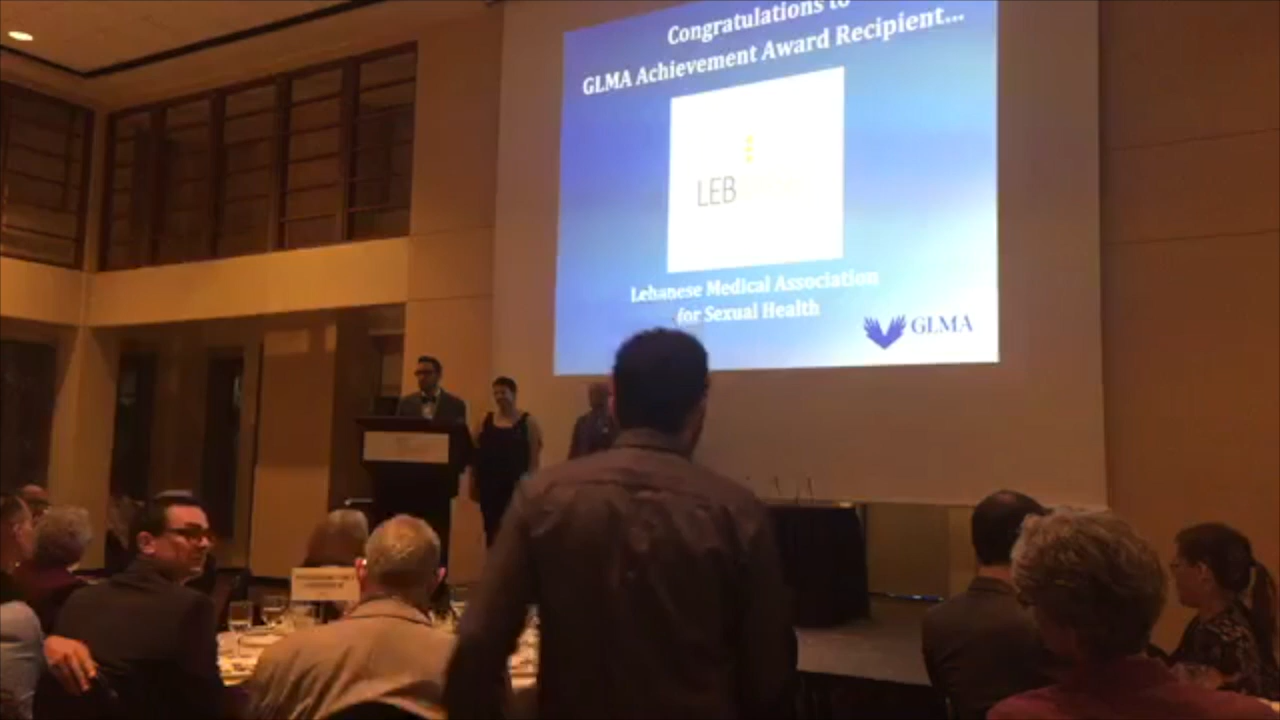 Congratulations to
GLMA Achievement Award Recipient...
LEB
Lebanese Medical Association
for Sexual Health
GLMA